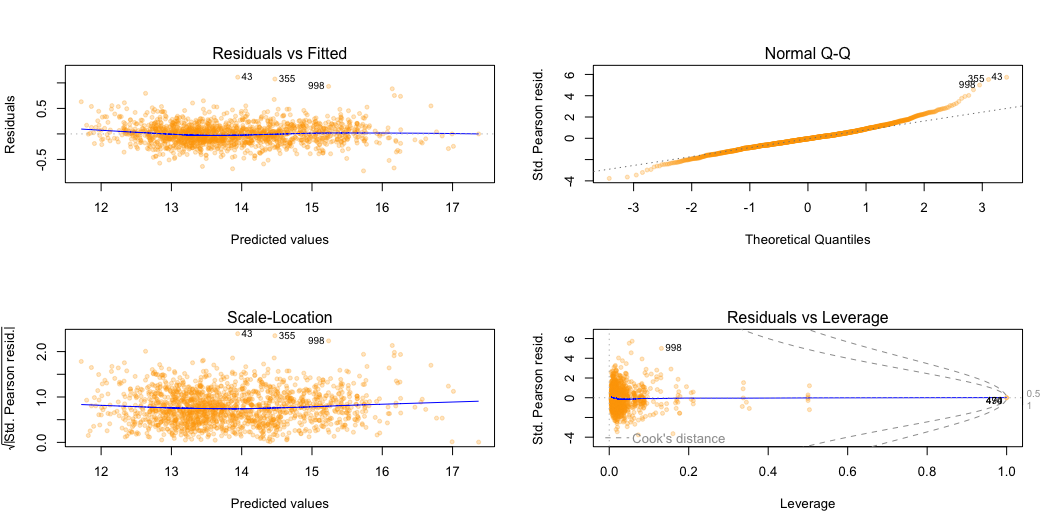 Residuals vs Fitted
Residuals
0.5
-0.5
43
355
998
12 13 14 15 16 17
Predicted values
Normal Q-Q
Std. Pearson resid.
6
4
2
0
-4
998
355
43
-3 -2 -1 0 1 2 3
Theoretical Quantiles
Scale-Location
√|Std. Pearson resid.|
2.0
1.0
0.0
43
355
998
12 13 14 15 16 17
Predicted values
Residuals vs Leverage
Std. Pearson resid.
6
4
2
0
-4
998
0.5
1
Cook's distance
0.0 0.2 0.4 0.6 0.8 1.0
Leverage